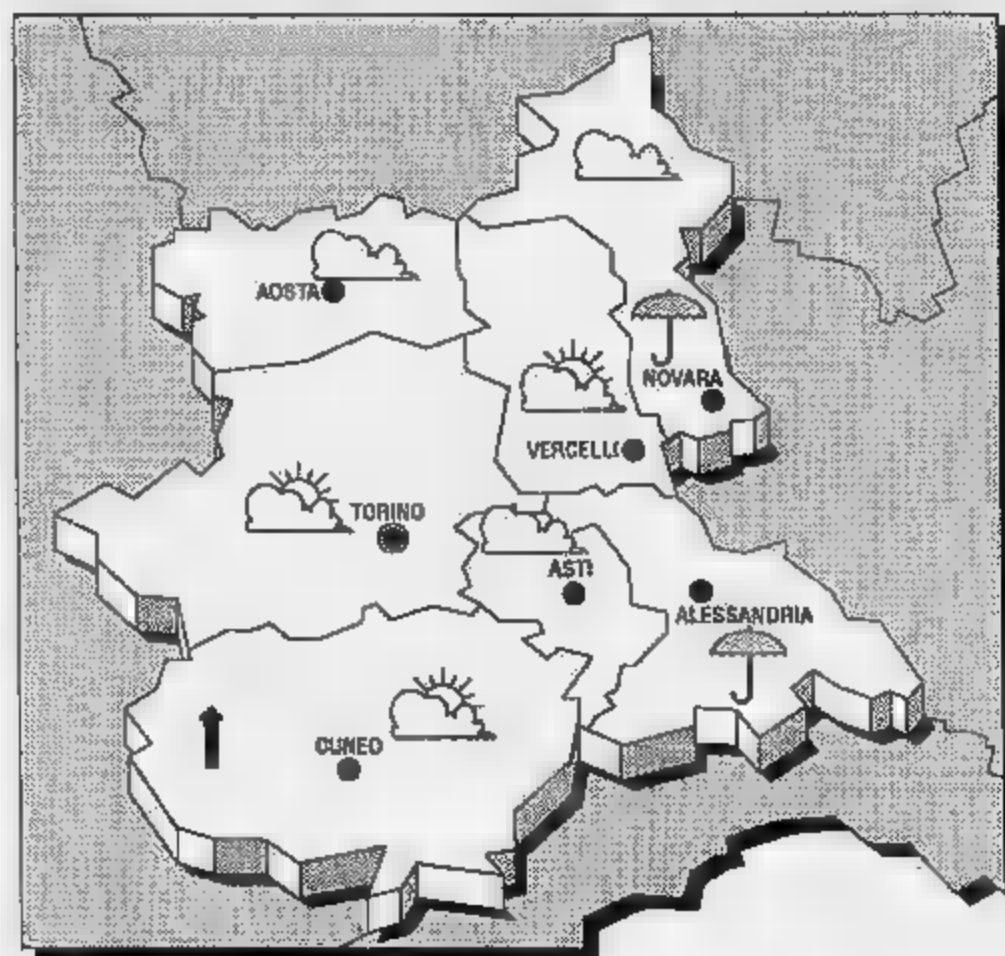 AOSTA
NOVARA
VERCELLI
TORINO
ASTI
ALESSANDRIA
CUNEO